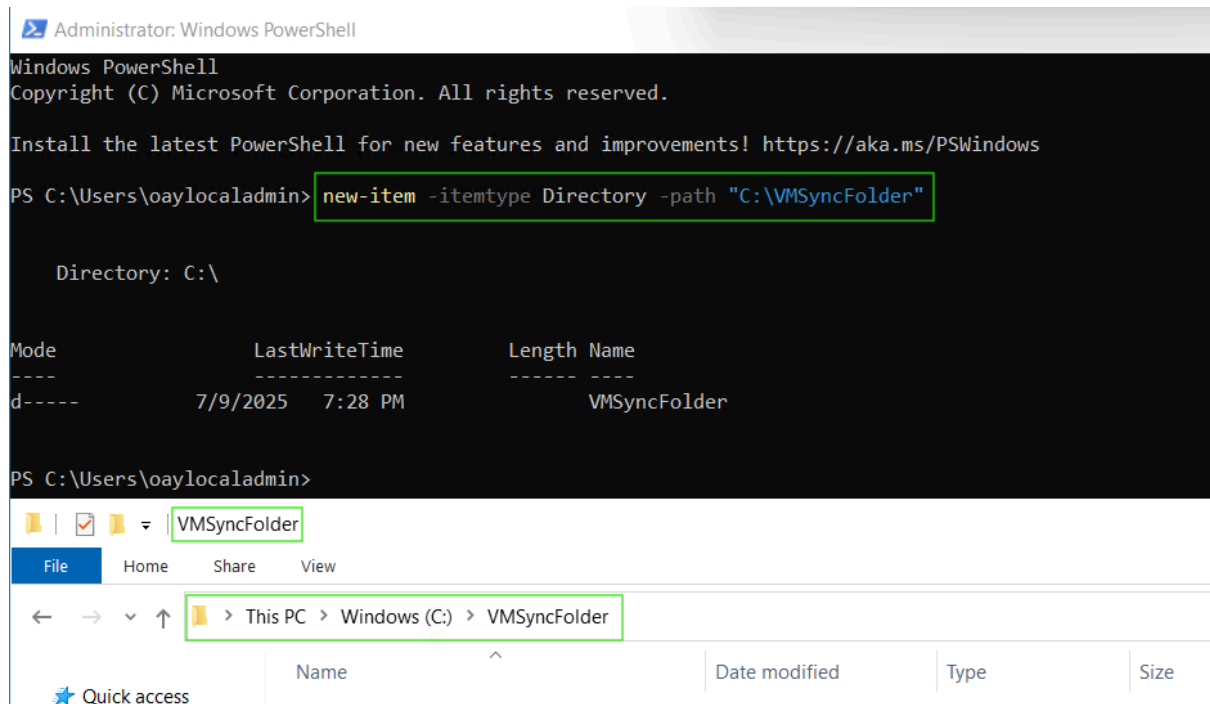 Administrator: Windows PowerShell
Windows PowerShell
Copyright (C) Microsoft Corporation. All rights reserved.
Install the latest PowerShell for new features and improvements! https://aka.ms/PSWindows
PS C:\Users\oaylocaladmin> new-item -itemtype Directory -path "C:\VMSyncFolder"
Directory: C:\
Mode LastWriteTime Length Name
---- ------------- ------ ----
d----- 7/9/2025 7:28 PM VMSyncFolder
PS C:\Users\oaylocaladmin>
VMSyncFolder
File Home Share View
This PC > Windows (C:) > VMSyncFolder
Name Date modified Type Size
Quick access